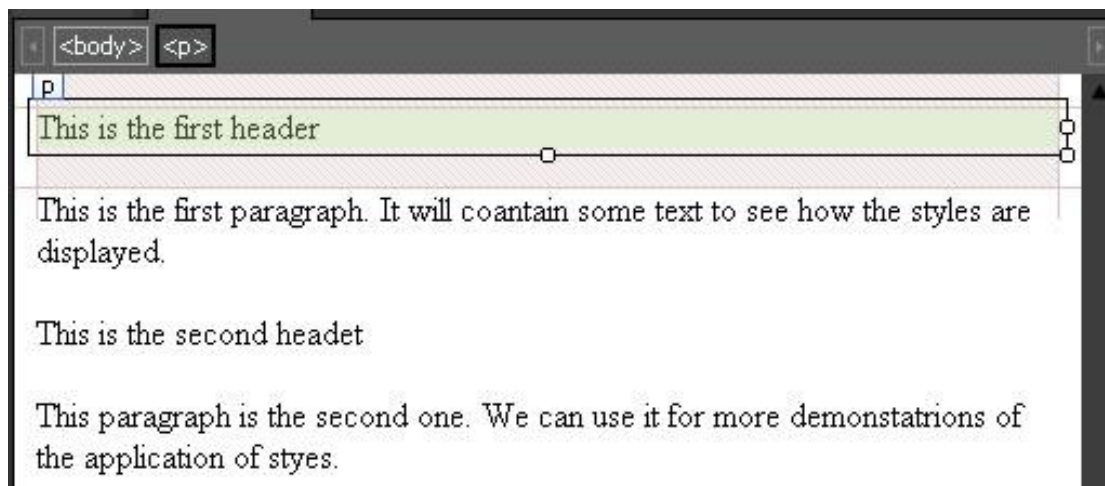 <body> <p>
p
This is the first header
This is the first paragraph. It will coantain some text to see how the styles are
displayed.
This is the second headet
This paragraph is the second one. We can use it for more demonstatrions of
the application of styes.